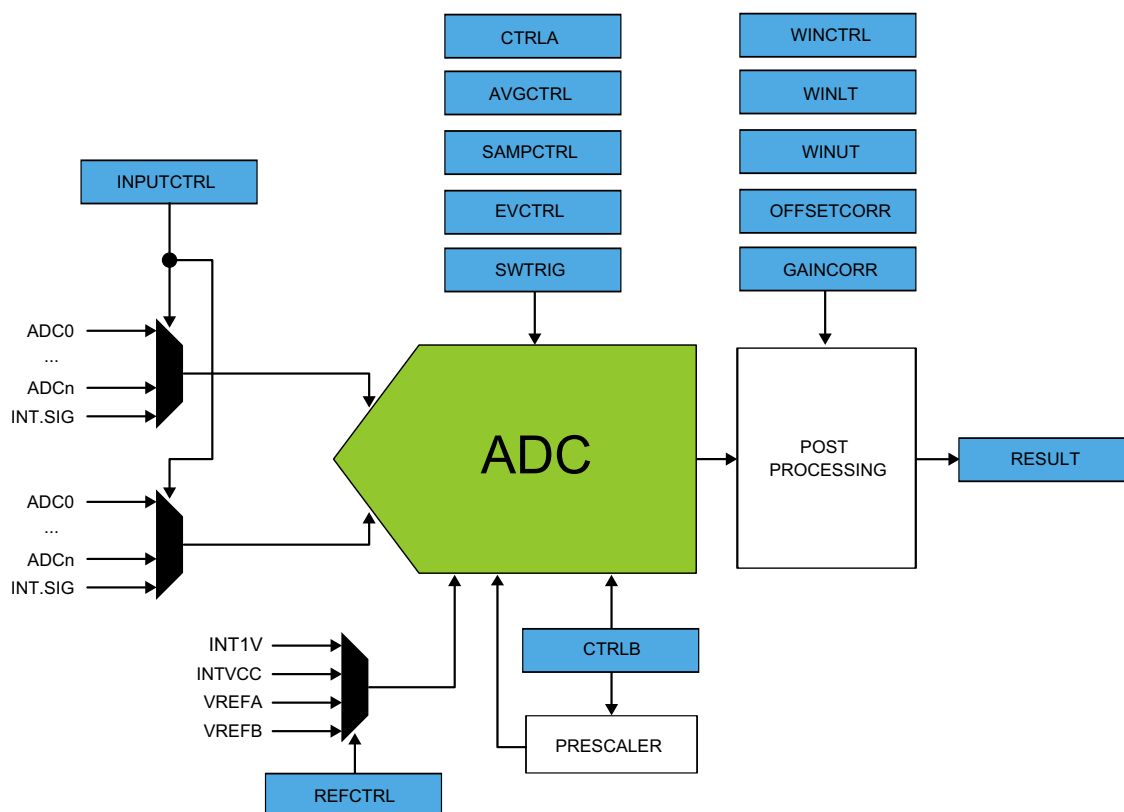 CTRLA
WINCTRL
AVGCTRL
WINLT
SAMPCTRL
WINUT
INPUTCTRL
EVCTRL
OFFSETCORR
SWTRIG
GAINCORR
ADC0
...
ADCn
INT.SIG
ADC
POST
PROCESSING
RESULT
ADC0
...
ADCn
INT.SIG
INT1V
INTVCC
VREFA
VREFB
CTRLB
PRESCALER
REFCTRL